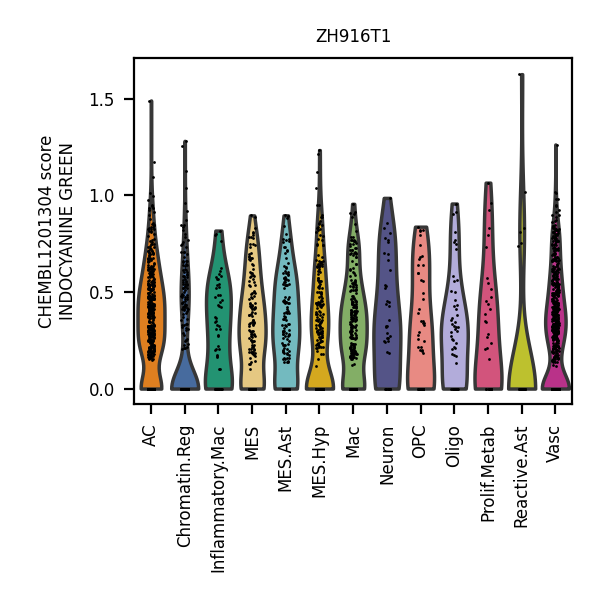 ZH916T1
CHEMBL1201304 score
INDOCYANINE GREEN
1.5
1.0
0.5
0.0
AC
Chromatin.Reg
Inflammatory.Mac
MES
MES.Ast
MES.Hyp
Mac
Neuron
OPC
Oligo
Prolif.Metab
Reactive.Ast
Vasc